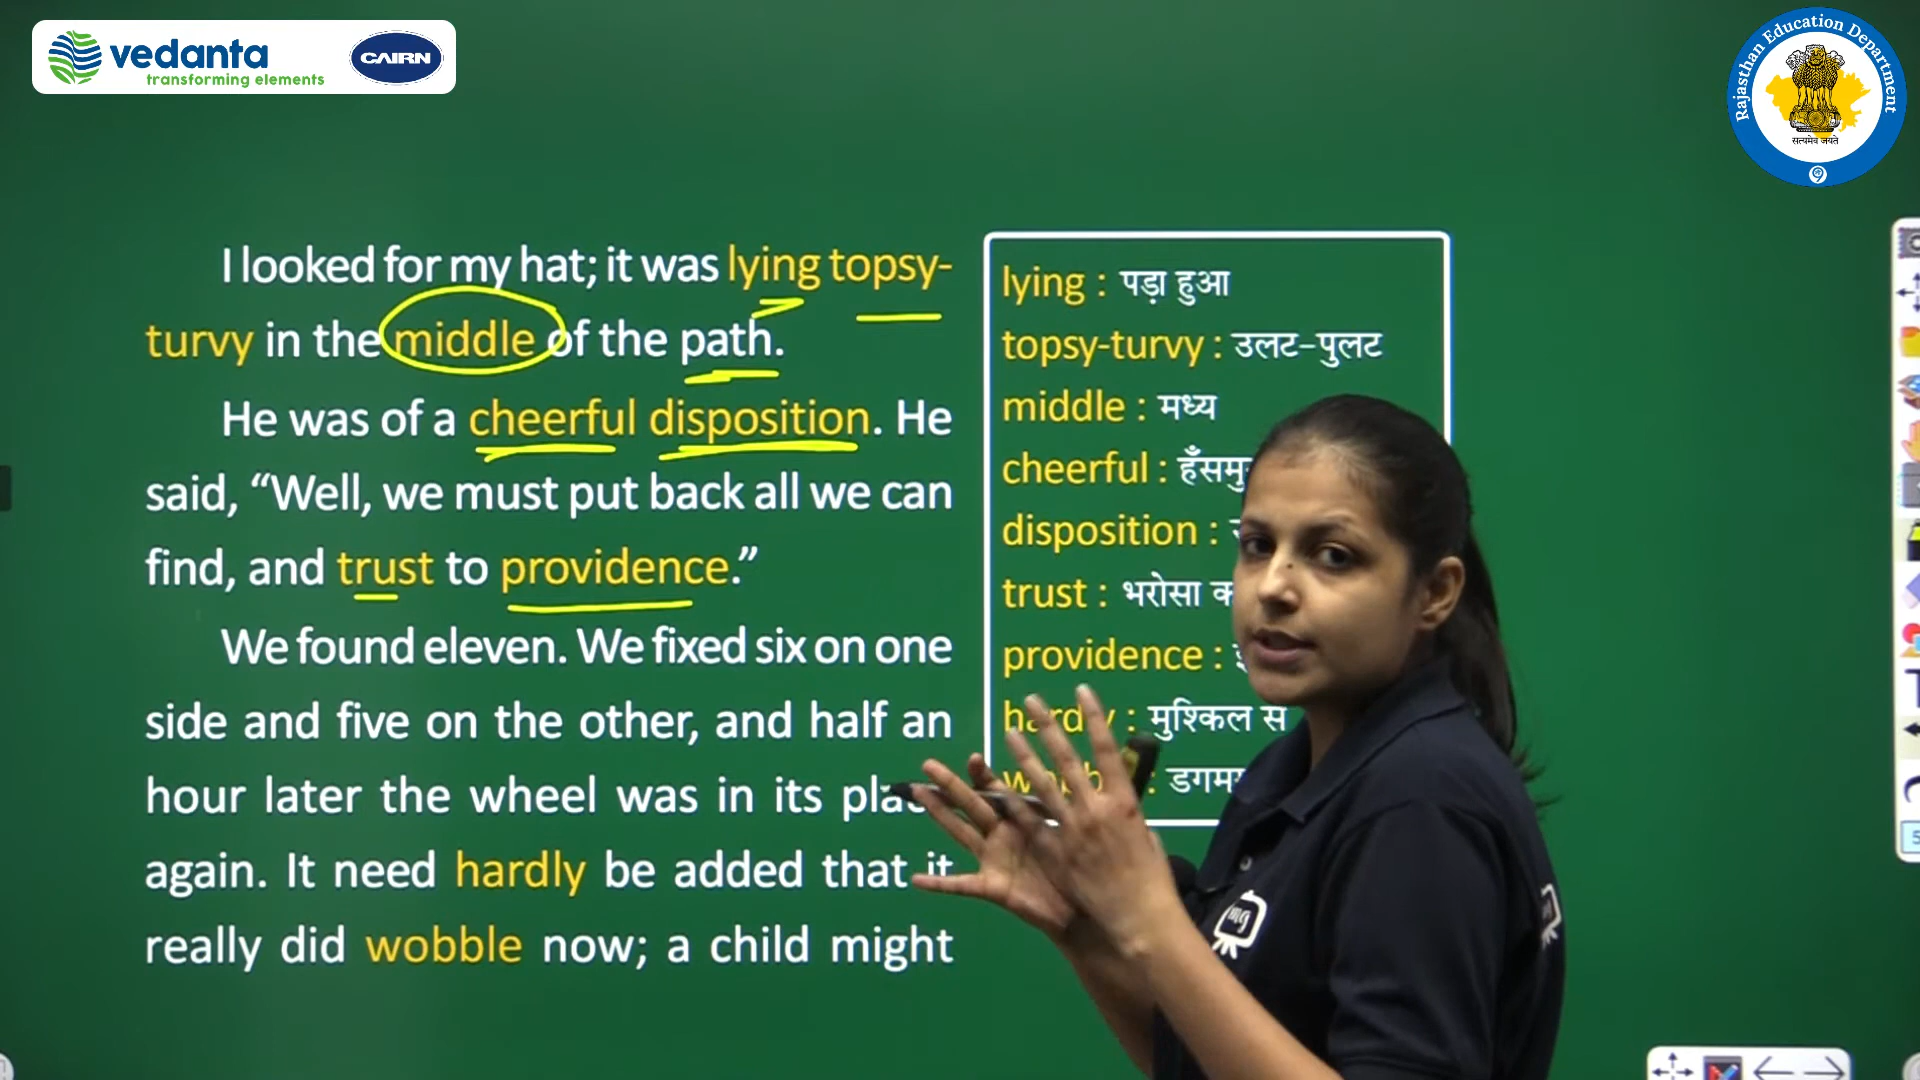 vedanta
transforming elements
CAIRN
Rajasthan Education Department
सत्यमेव जयते
I looked for my hat; it was lying topsy-
turvy in the middle of the path.
He was of a cheerful disposition. He
said, “Well, we must put back all we can
find, and trust to providence.”
We found eleven. We fixed six on one
side and five on the other, and half an
hour later the wheel was in its
again. It need hardly be added that it
really did wobble now; a child might
lying : पड़ा हुआ
topsy-turvy : उलट-पुलट
middle : मध्य
cheerful :
disposition :
trust : भरोसा
providence :
: मुश्किल
mg